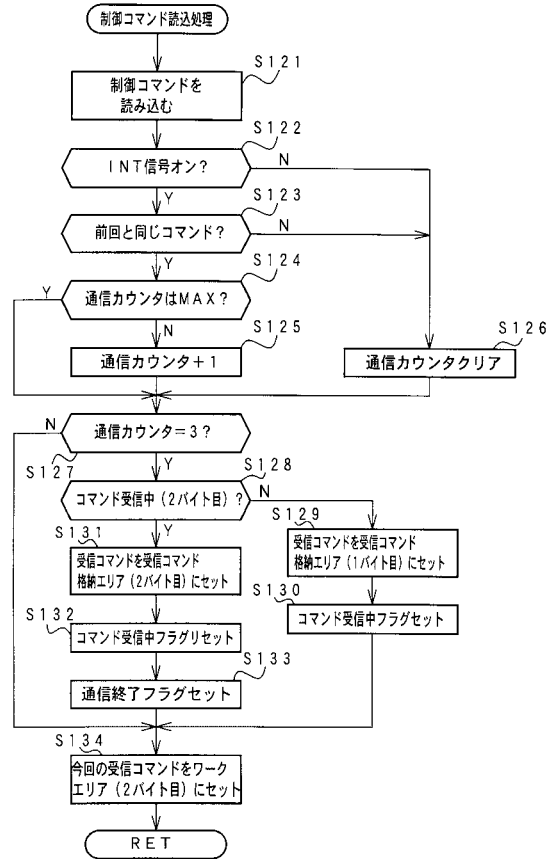 制御コマンド読込処理
S121
制御コマンドを
読み込む
S122
INT信号オン?
N
Y
S123
前回と同じコマンド?
N
Y
S124
Y
通信カウンタはMAX?
N
S125
通信カウンタ+1
S126
通信カウンタクリア
N
通信カウンタ=3?
S127
Y
S128
コマンド受信中(2バイト目)?
N
Y
S129
受信コマンドを受信コマンド
格納エリア(1バイト目)にセット
S130
コマンド受信中フラグセット
S131
受信コマンドを受信コマンド
格納エリア(2バイト目)にセット
S132
コマンド受信中フラグリセット
S133
通信終了フラグセット
S134
今回の受信コマンドをワーク
エリア(2バイト目)にセット
RET